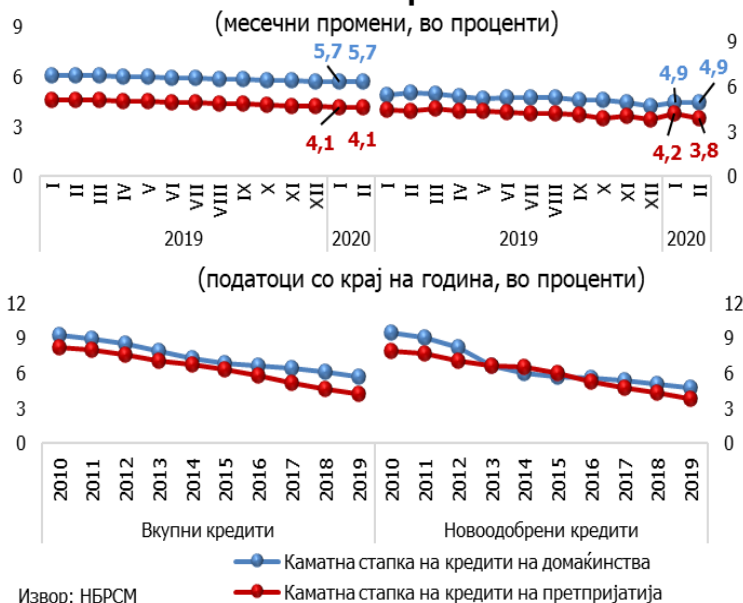 (месечни промени, во проценти)
9
6
3
0
5,7 5,7
4,1 4,1
4,9 4,9
4,2 3,8
9
6
3
0
I II III IV V VI VII VIII IX X XI XII I II I II III IV V VI VII VIII IX X XI XII I II
2019 2020 2019 2020
(податоци со крај на година, во проценти)
12
9
6
3
0
12
9
6
3
0
2010 2011 2012 2013 2014 2015 2016 2017 2018 2019 2010 2011 2012 2013 2014 2015 2016 2017 2018 2019
Вкупни кредити Новоодобрени кредити
Каматна стапка на кредити на домаќинства
Каматна стапка на кредити на претпријатија
Извор: НБРСМ